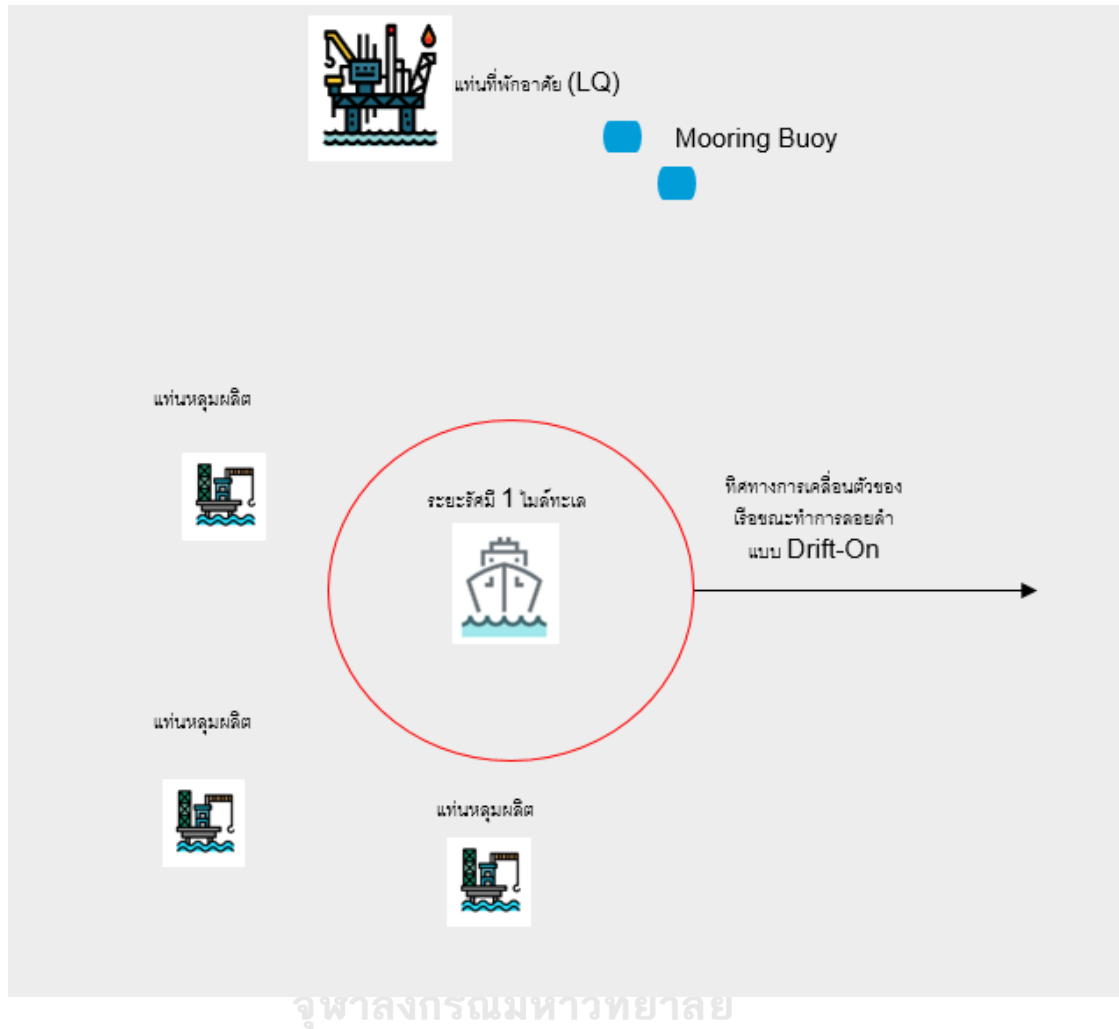 แท่นที่พักอาศัย (LQ)
Mooring Buoy
แท่นหลุมผลิต
ระยะรัศมี 1 ไมล์ทะเล
ทิศทางการเคลื่อนตัวของ
เรือขณะทำการลอยลำ
แบบ Drift-On
แท่นหลุมผลิต
แท่นหลุมผลิต
จุฬาลงกรณ์มหาวิทยาลัย